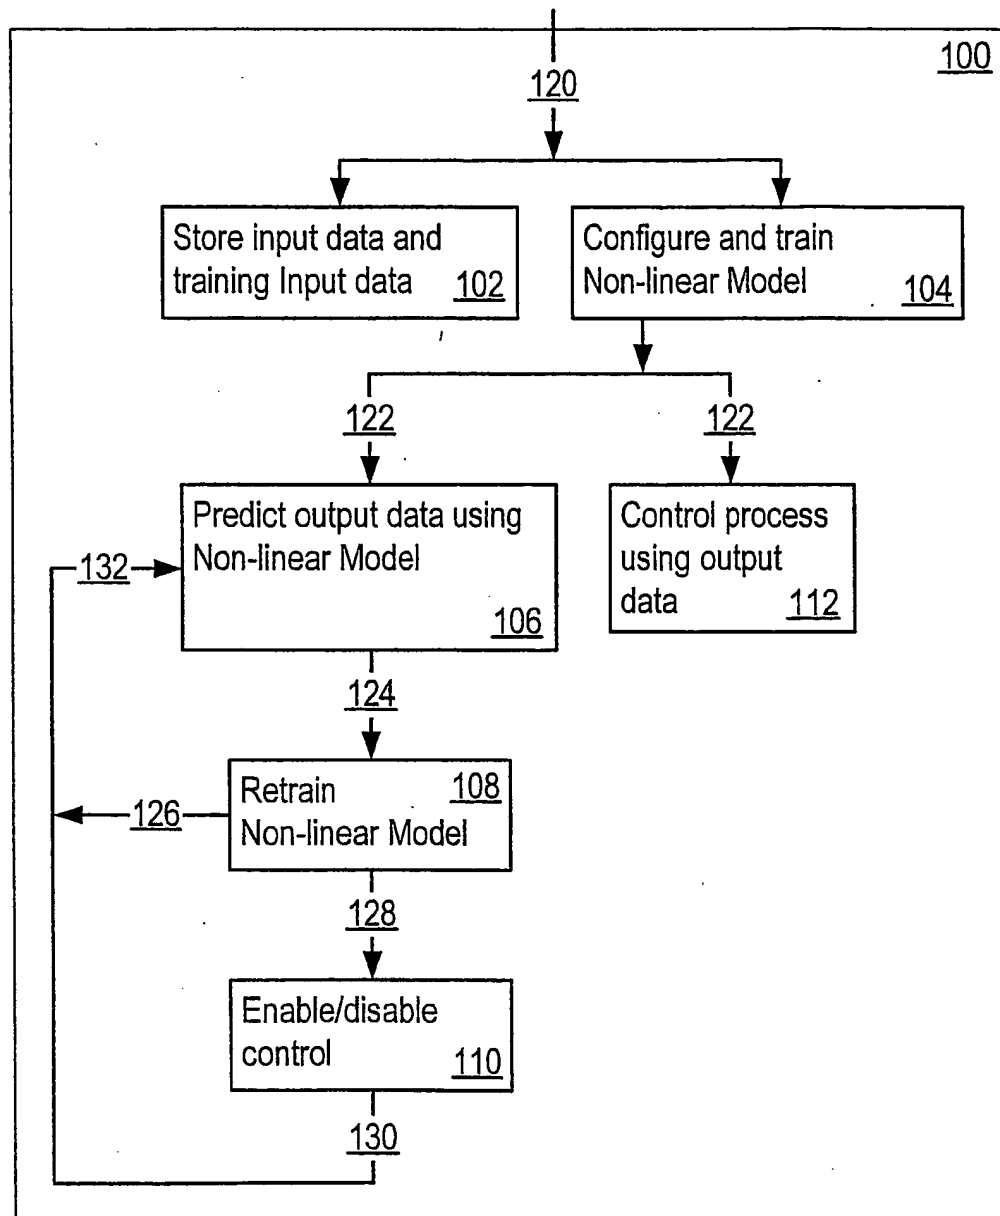 100
120
Store input data and
training Input data 102
Configure and train
Non-linear Model 104
122
122
Predict output data using
Non-linear Model
106
Control process
using output
data 112
132
124
Retrain 108
Non-linear Model
126
128
Enable/disable
control 110
130